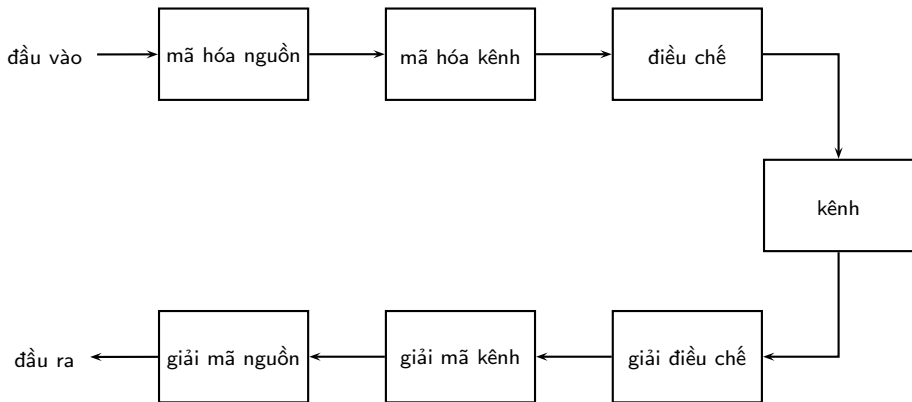 đầu vào
mã hóa nguồn
mã hóa kênh
điều chế
kênh
giải điều chế
giải mã kênh
giải mã nguồn
đầu ra